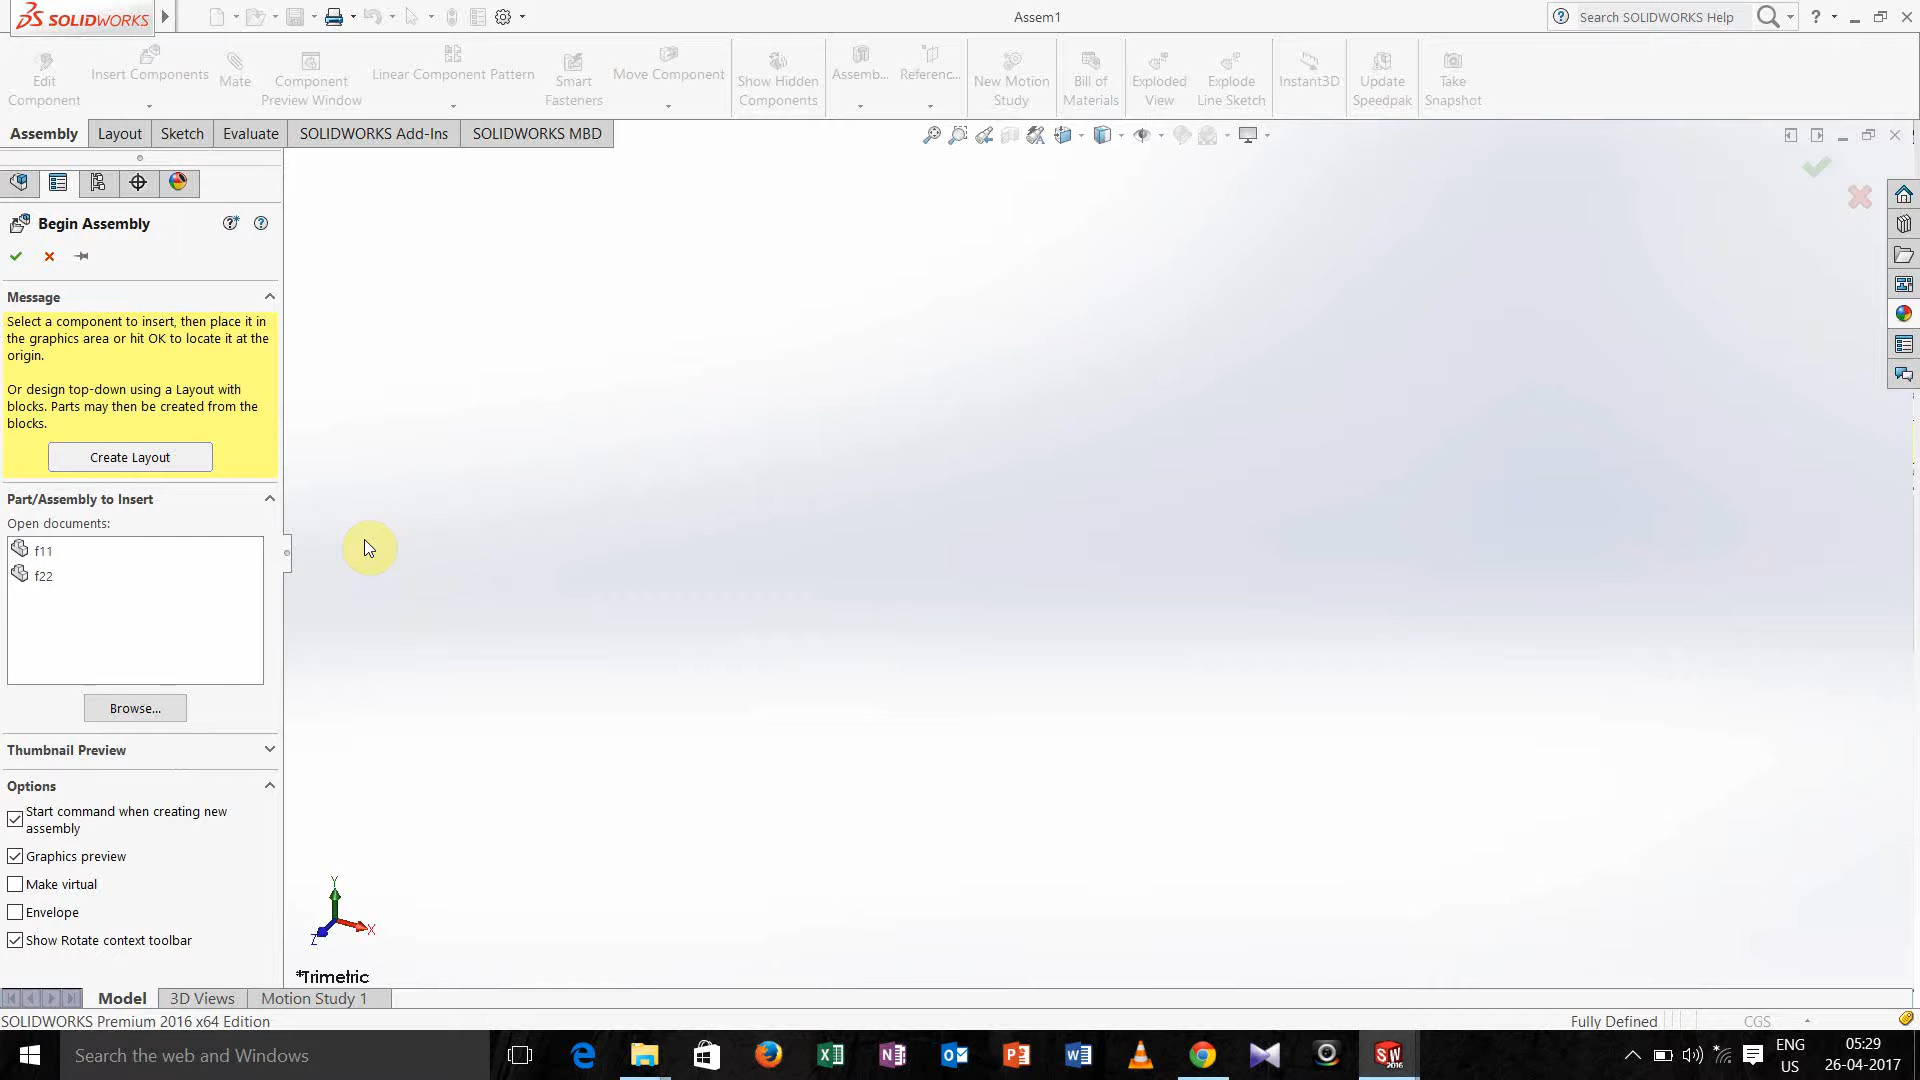 SOLIDWORKS
Assem1
Search SOLIDWORKS Help
?
Edit
Component
Insert Components
Mate
Component
Preview Window
Linear Component Pattern
Smart
Fasteners
Move Component
Show Hidden
Components
Assemb...
Referenc...
New Motion
Study
Bill of
Materials
Exploded
View
Explode
Line Sketch
Instant3D
Update
Speedpak
Take
Snapshot
Assembly
Layout
Sketch
Evaluate
SOLIDWORKS Add-Ins
SOLIDWORKS MBD
Begin Assembly
Message
Select a component to insert, then place it in
the graphics area or hit OK to locate it at the
origin.
Or design top-down using a Layout with
blocks. Parts may then be created from the
blocks.
Create Layout
Part/Assembly to Insert
Open documents:
f11
f22
Browse...
Thumbnail Preview
Options
Start command when creating new
assembly
Graphics preview
Make virtual
Envelope
Show Rotate context toolbar
Y
X
Z
*Trimetric
Model
3D Views
Motion Study 1
SOLIDWORKS Premium 2016 x64 Edition
Fully Defined
CGS
Search the web and Windows
SW
2016
ENG
US
05:29
26-04-2017